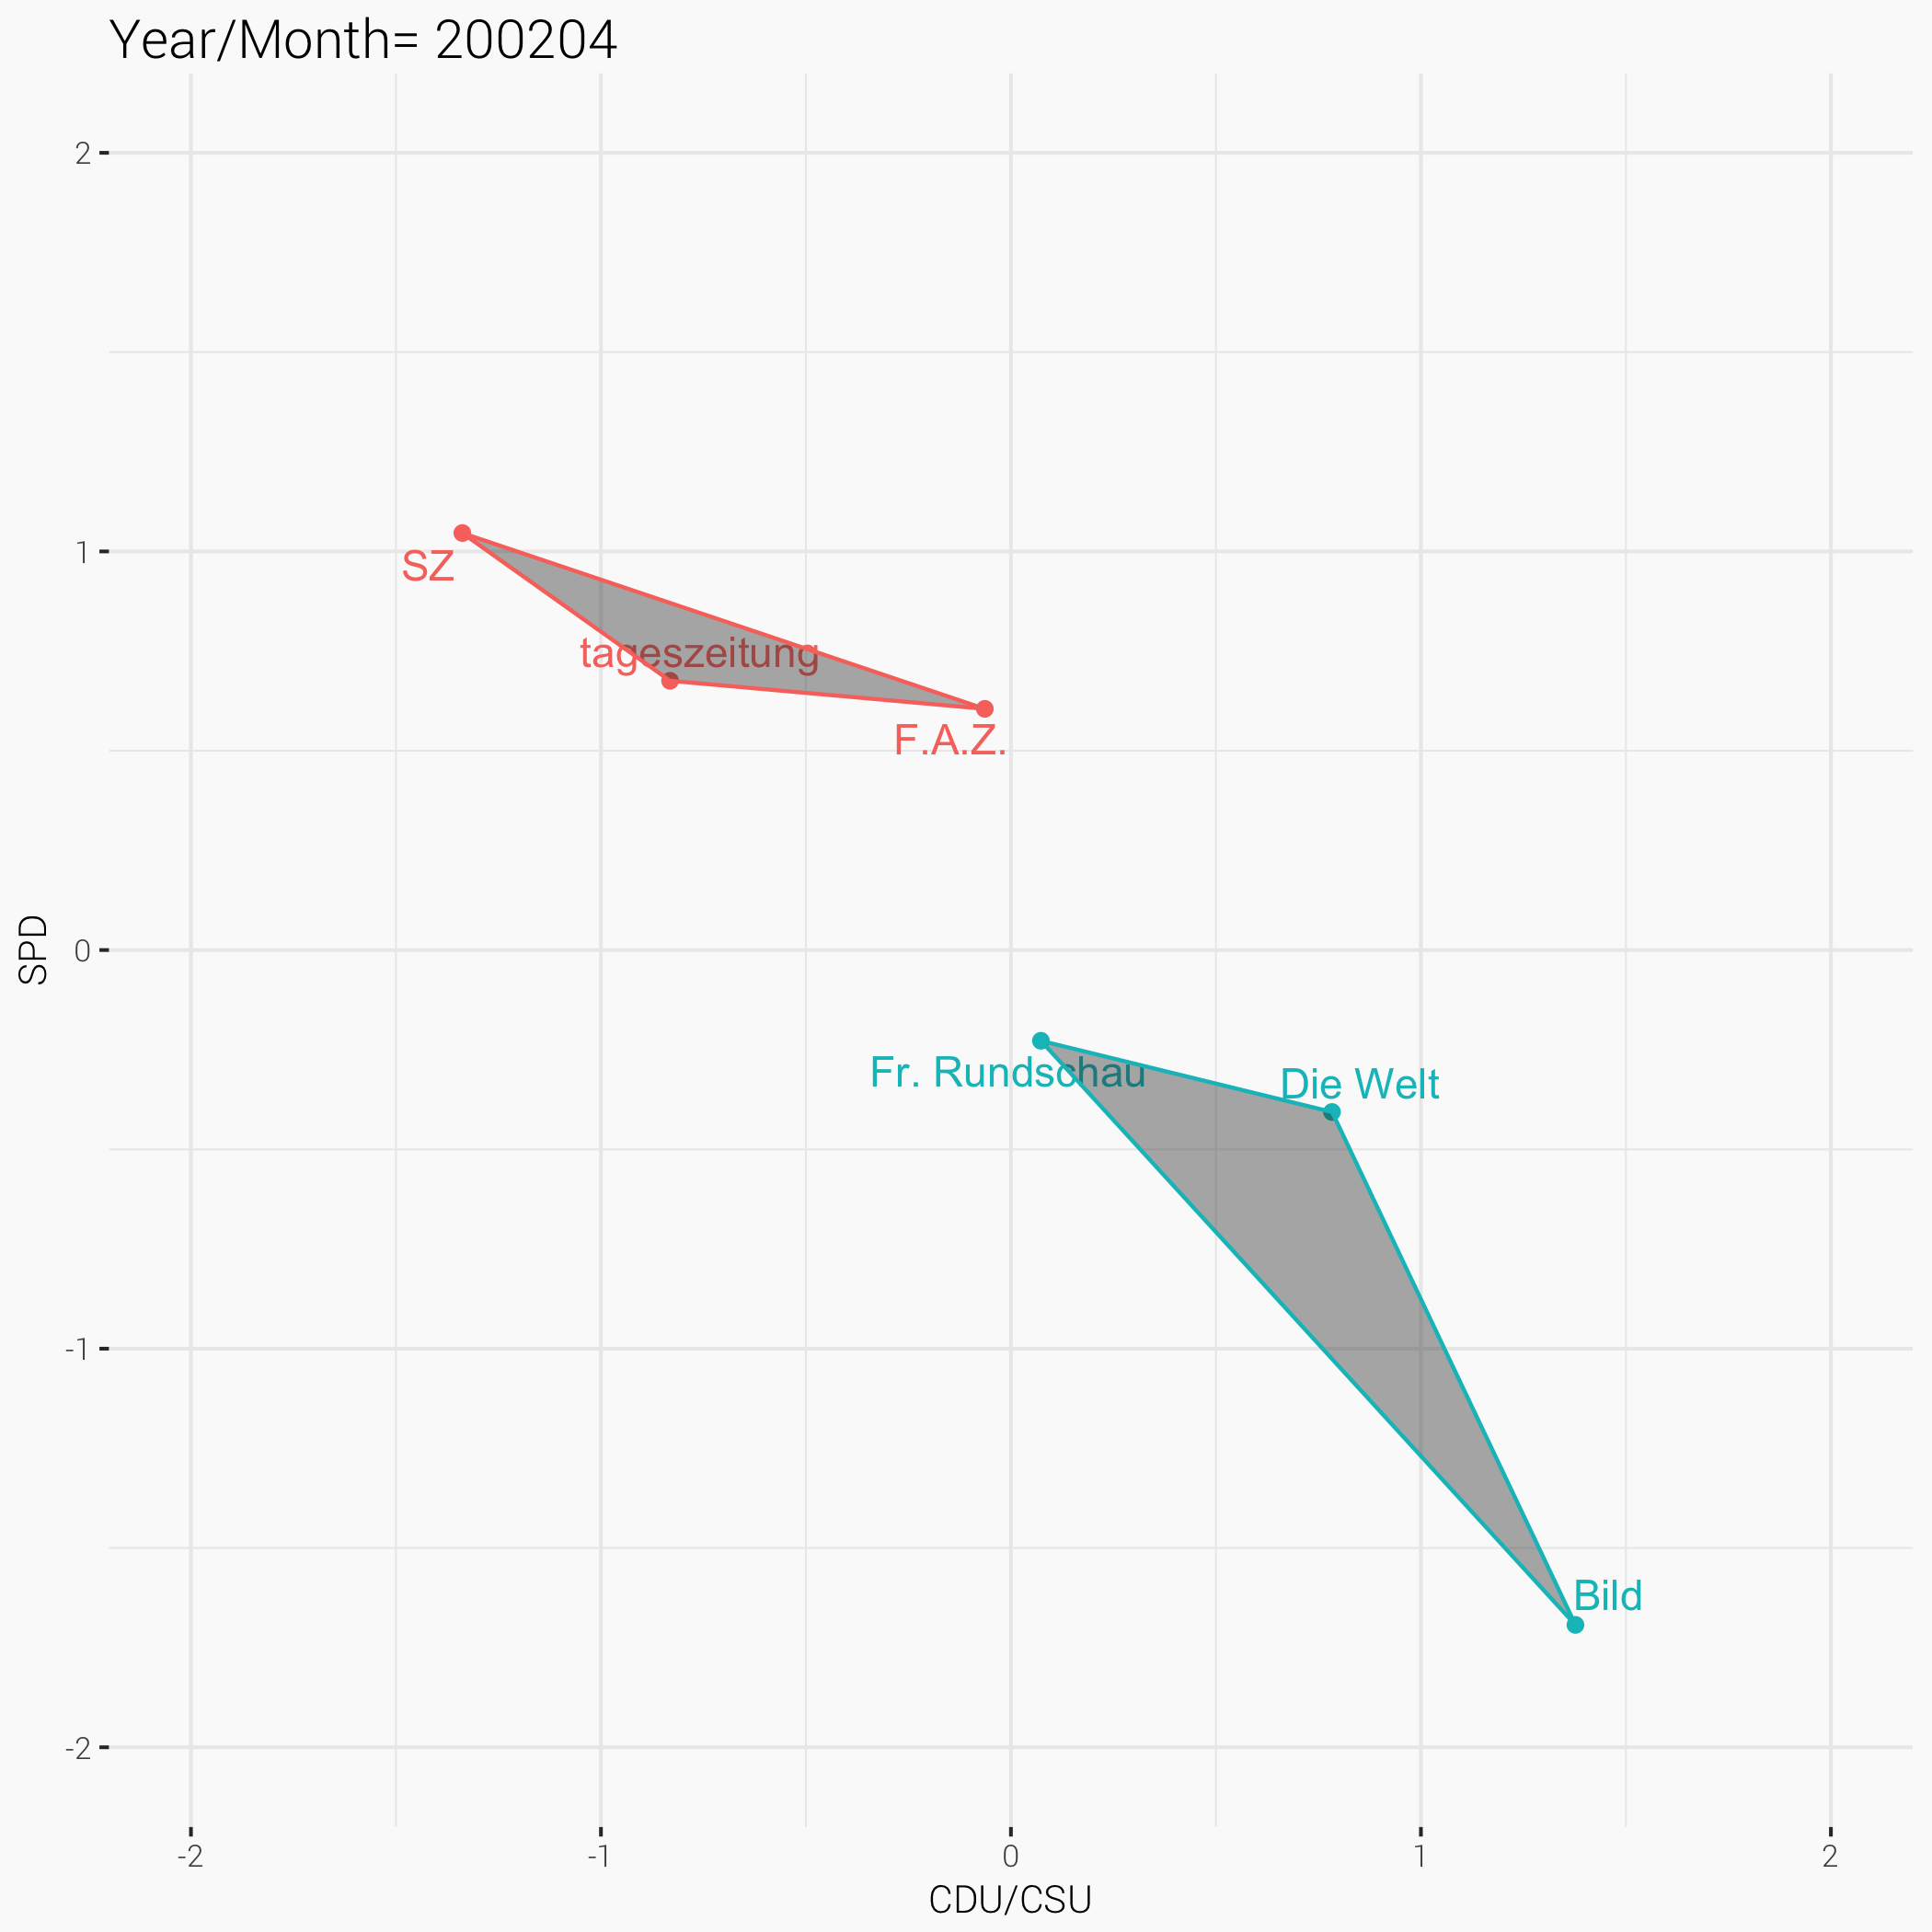 Year/Month= 200204
2
1
0
-1
-2
SPD
SZ
tageszeitung
F.A.Z.
Fr. Rundschau
Die Welt
Bild
-2
-1
0
1
2
CDU/CSU